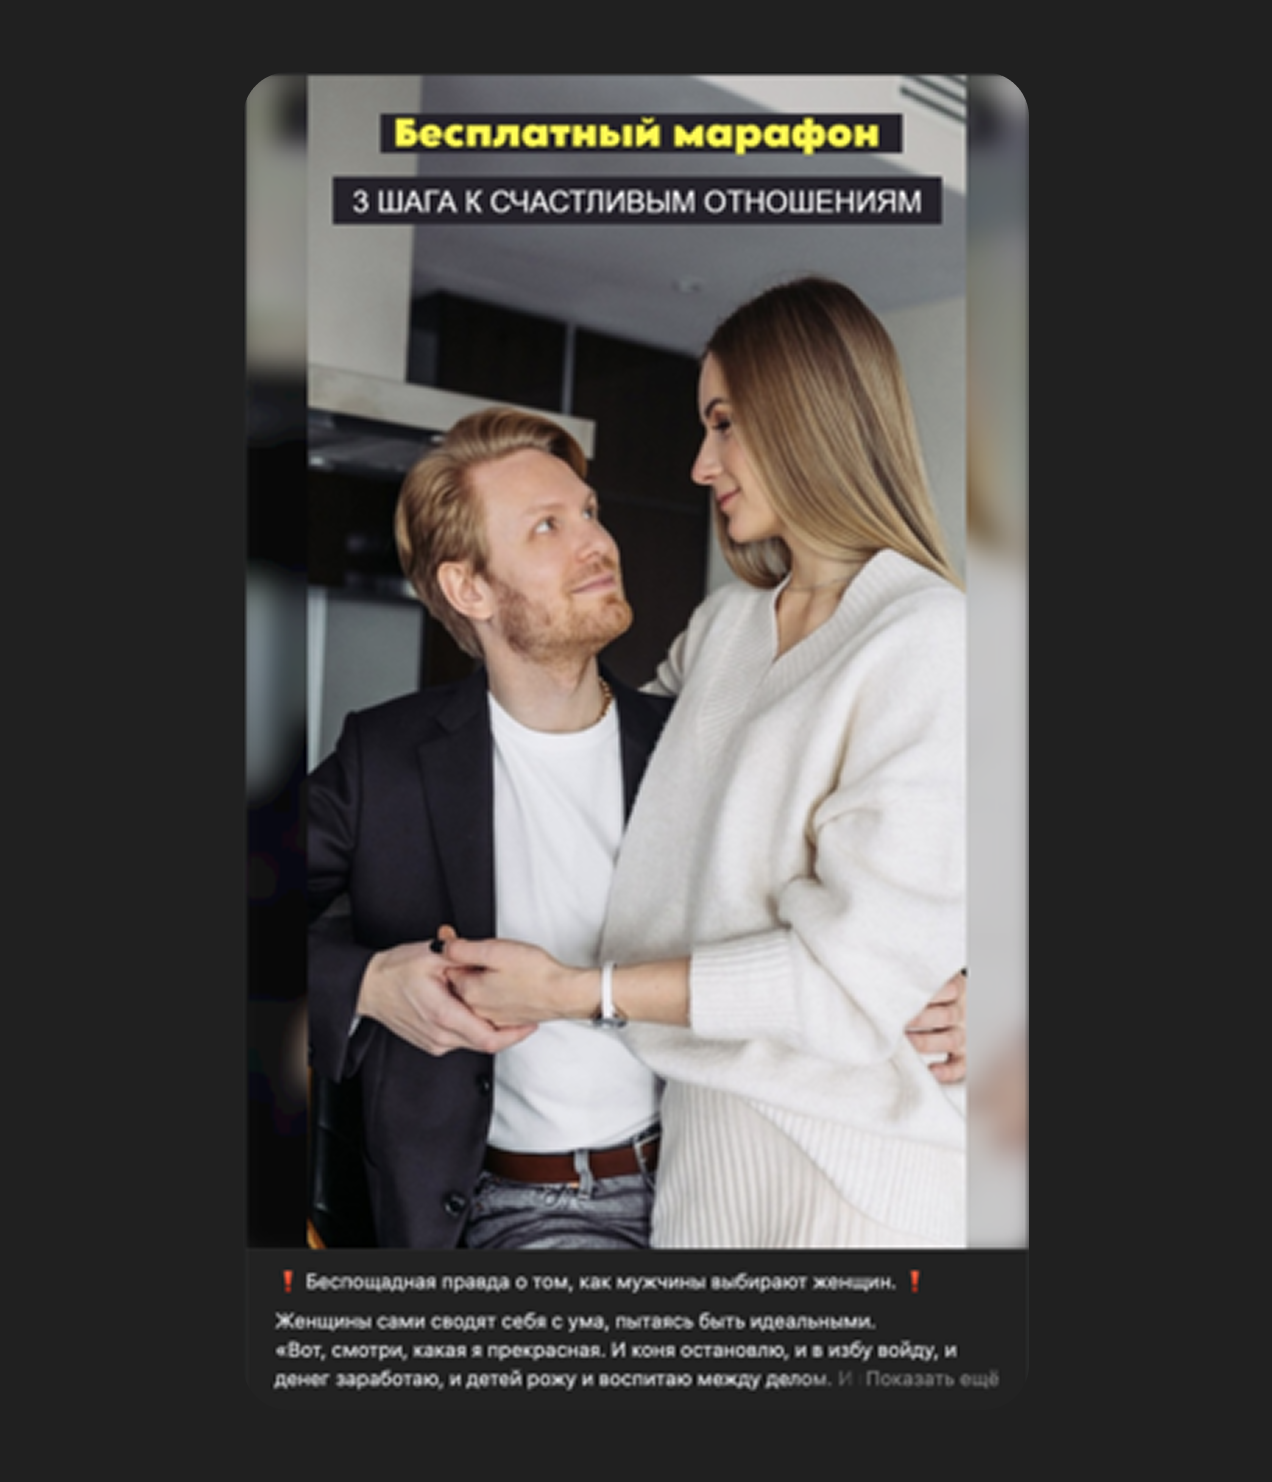 Бесплатный марафон
3 ШАГА К СЧАСТЛИВЫМ ОТНОШЕНИЯМ
❗ Беспощадная правда о том, как мужчины выбирают женщин. ❗
Женщины сами сводят себя с ума, пытаясь быть идеальными.
«Вот, смотри, какая я прекрасная. И коня остановлю, и в избу войду, и
денег заработаю, и детей рожу и воспитаю между делом. И Показать ещё